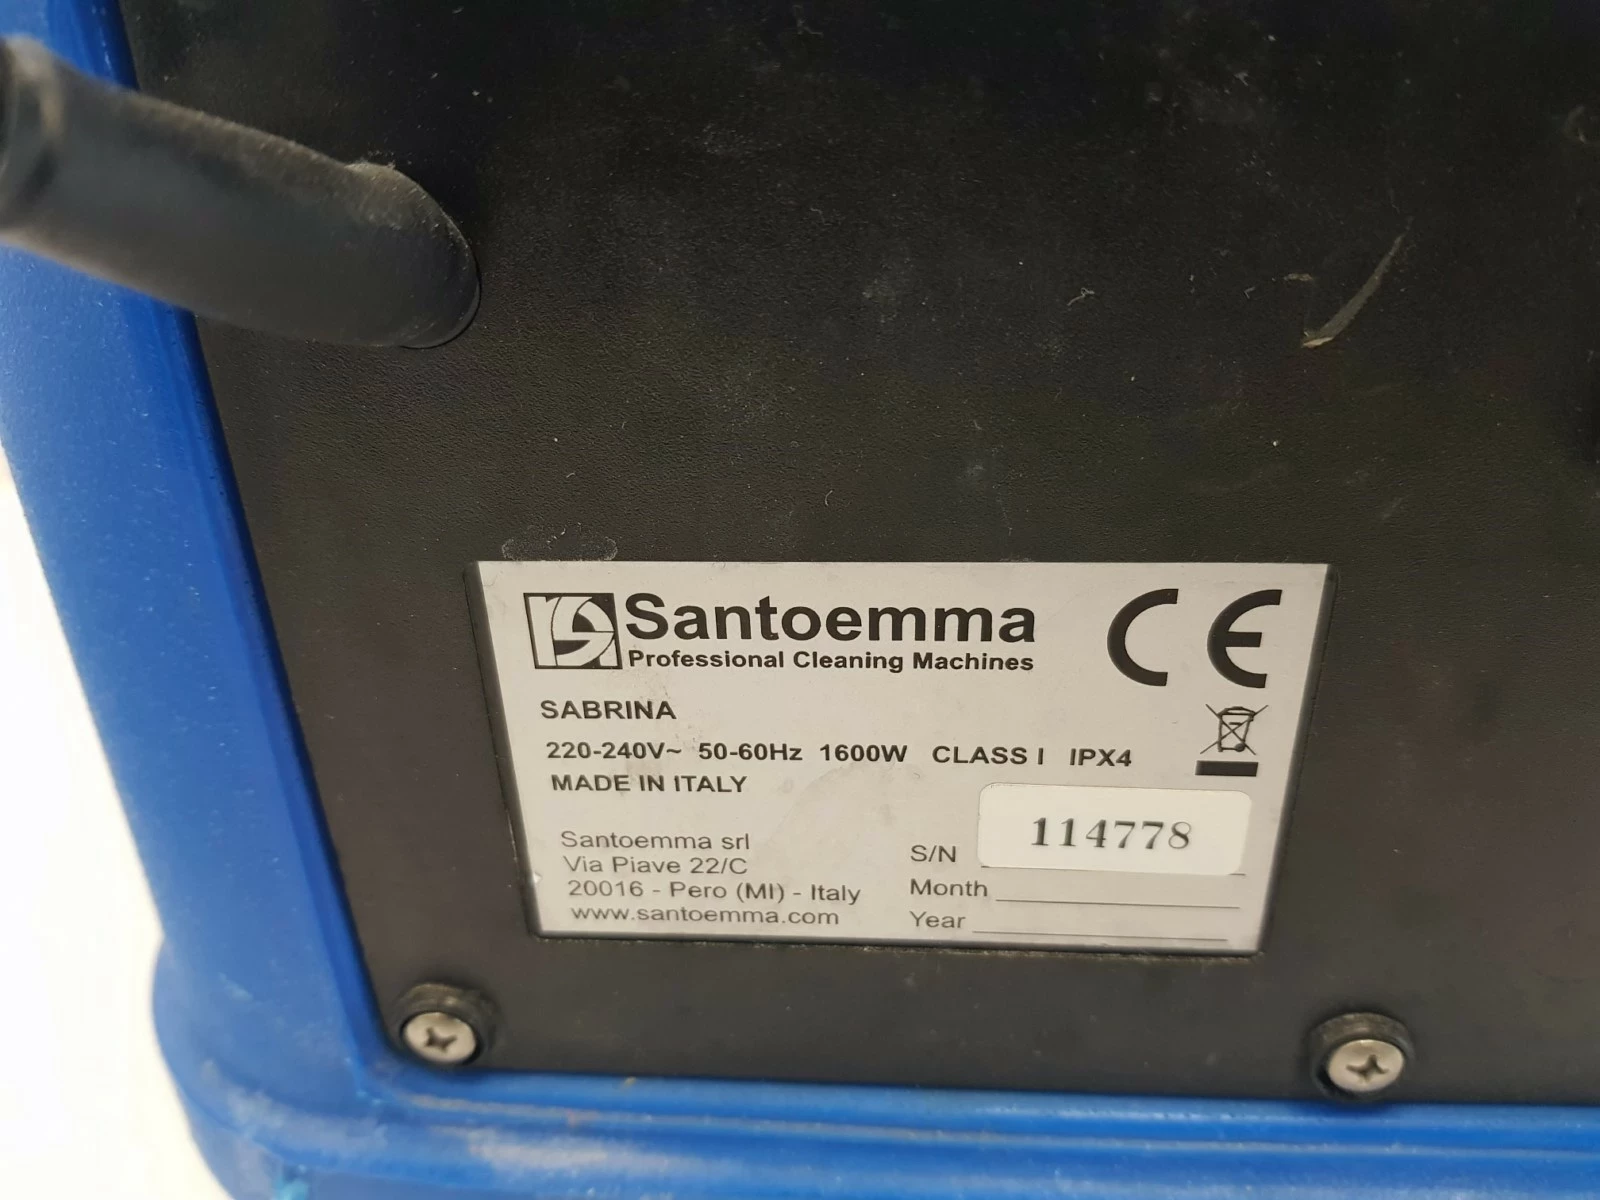 Santoemma
Professional Cleaning Machines
CE
SABRINA
220-240V~ 50-60Hz 1600W CLASS I IPX4
MADE IN ITALY
Santoemma srl
Via Piave 22/C
20016 - Pero (MI) - Italy
www.santoemma.com
S/N 114778
Month
Year